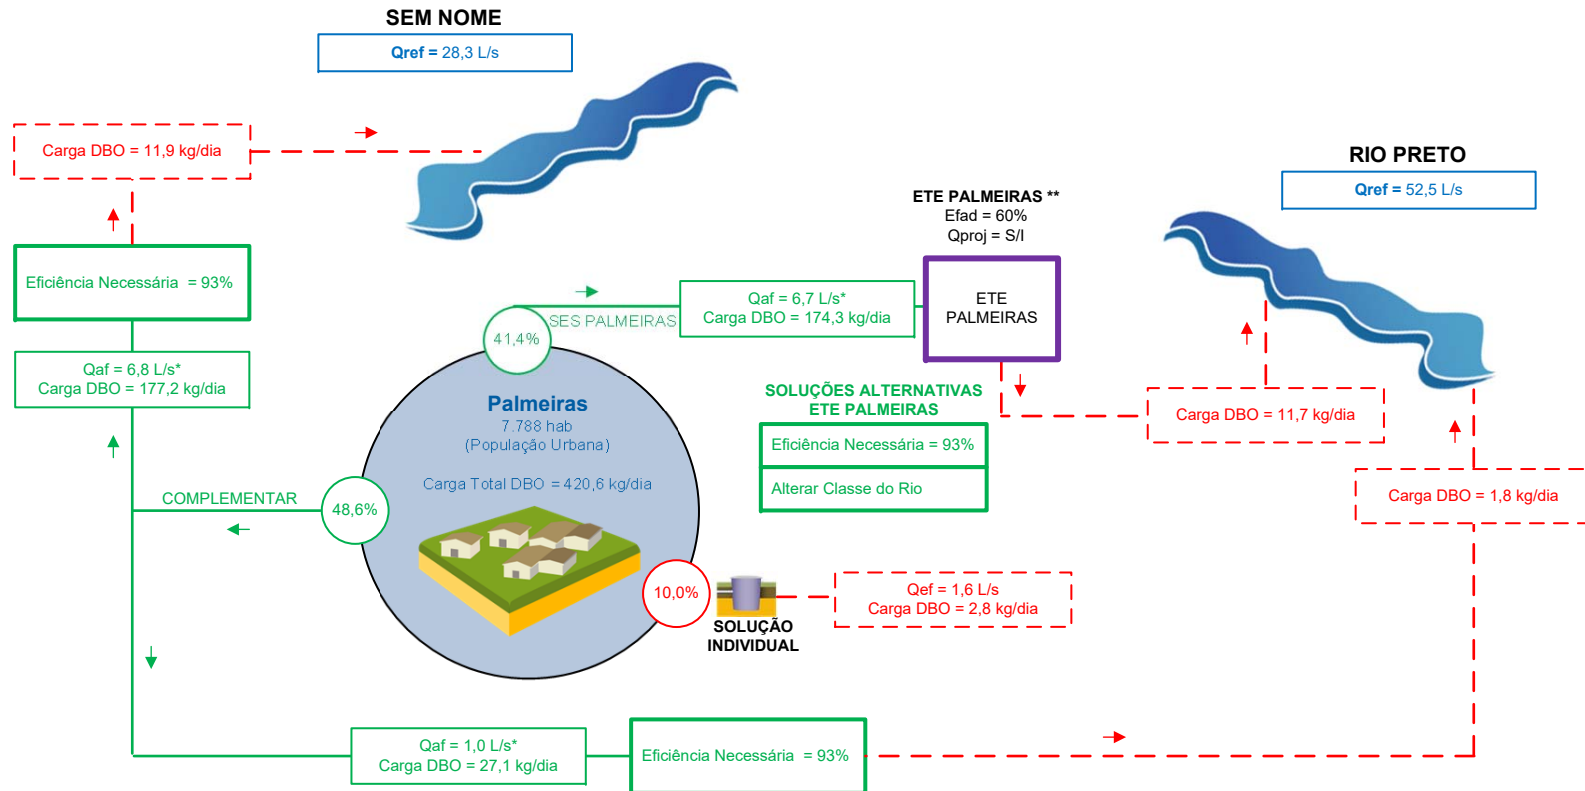 SEM NOME
Qref = 28,3 L/s
Carga DBO = 11,9 kg/dia
RIO PRETO
Qref = 52,5 L/s
ETE PALMEIRAS **
Efad = 60%
Qproj = S/I
Eficiência Necessária = 93%
ETE
PALMEIRAS
Qaf = 6,7 L/s*
Carga DBO = 174,3 kg/dia
SES PALMEIRAS
41,4%
Qaf = 6,8 L/s*
Carga DBO = 177,2 kg/dia
Palmeiras
7.788 hab
(População Urbana)
Carga Total DBO = 420,6 kg/dia
SOLUÇÕES ALTERNATIVAS
ETE PALMEIRAS
Eficiência Necessária = 93%
Alterar Classe do Rio
Carga DBO = 11,7 kg/dia
Carga DBO = 1,8 kg/dia
COMPLEMENTAR
48,6%
10,0%
SOLUÇÃO
INDIVIDUAL
Qef = 1,6 L/s
Carga DBO = 2,8 kg/dia
Qaf = 1,0 L/s*
Carga DBO = 27,1 kg/dia
Eficiência Necessária = 93%